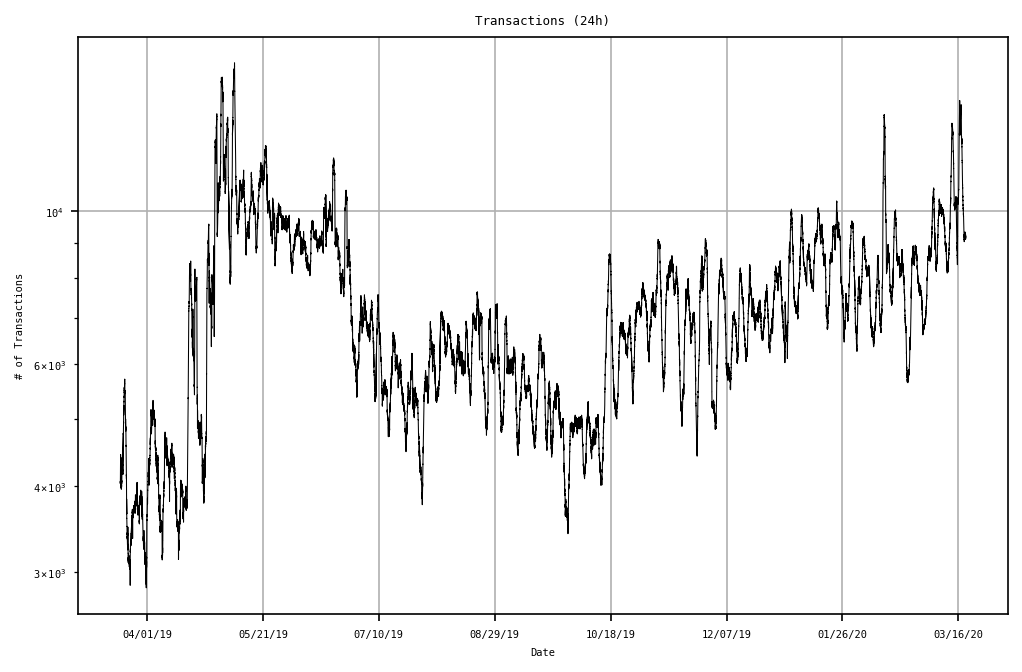 Transactions (24h)
# of Transactions
10⁴
6×10³
4×10³
3×10³
04/01/19 05/21/19 07/10/19 08/29/19 10/18/19 12/07/19 01/26/20 03/16/20
Date